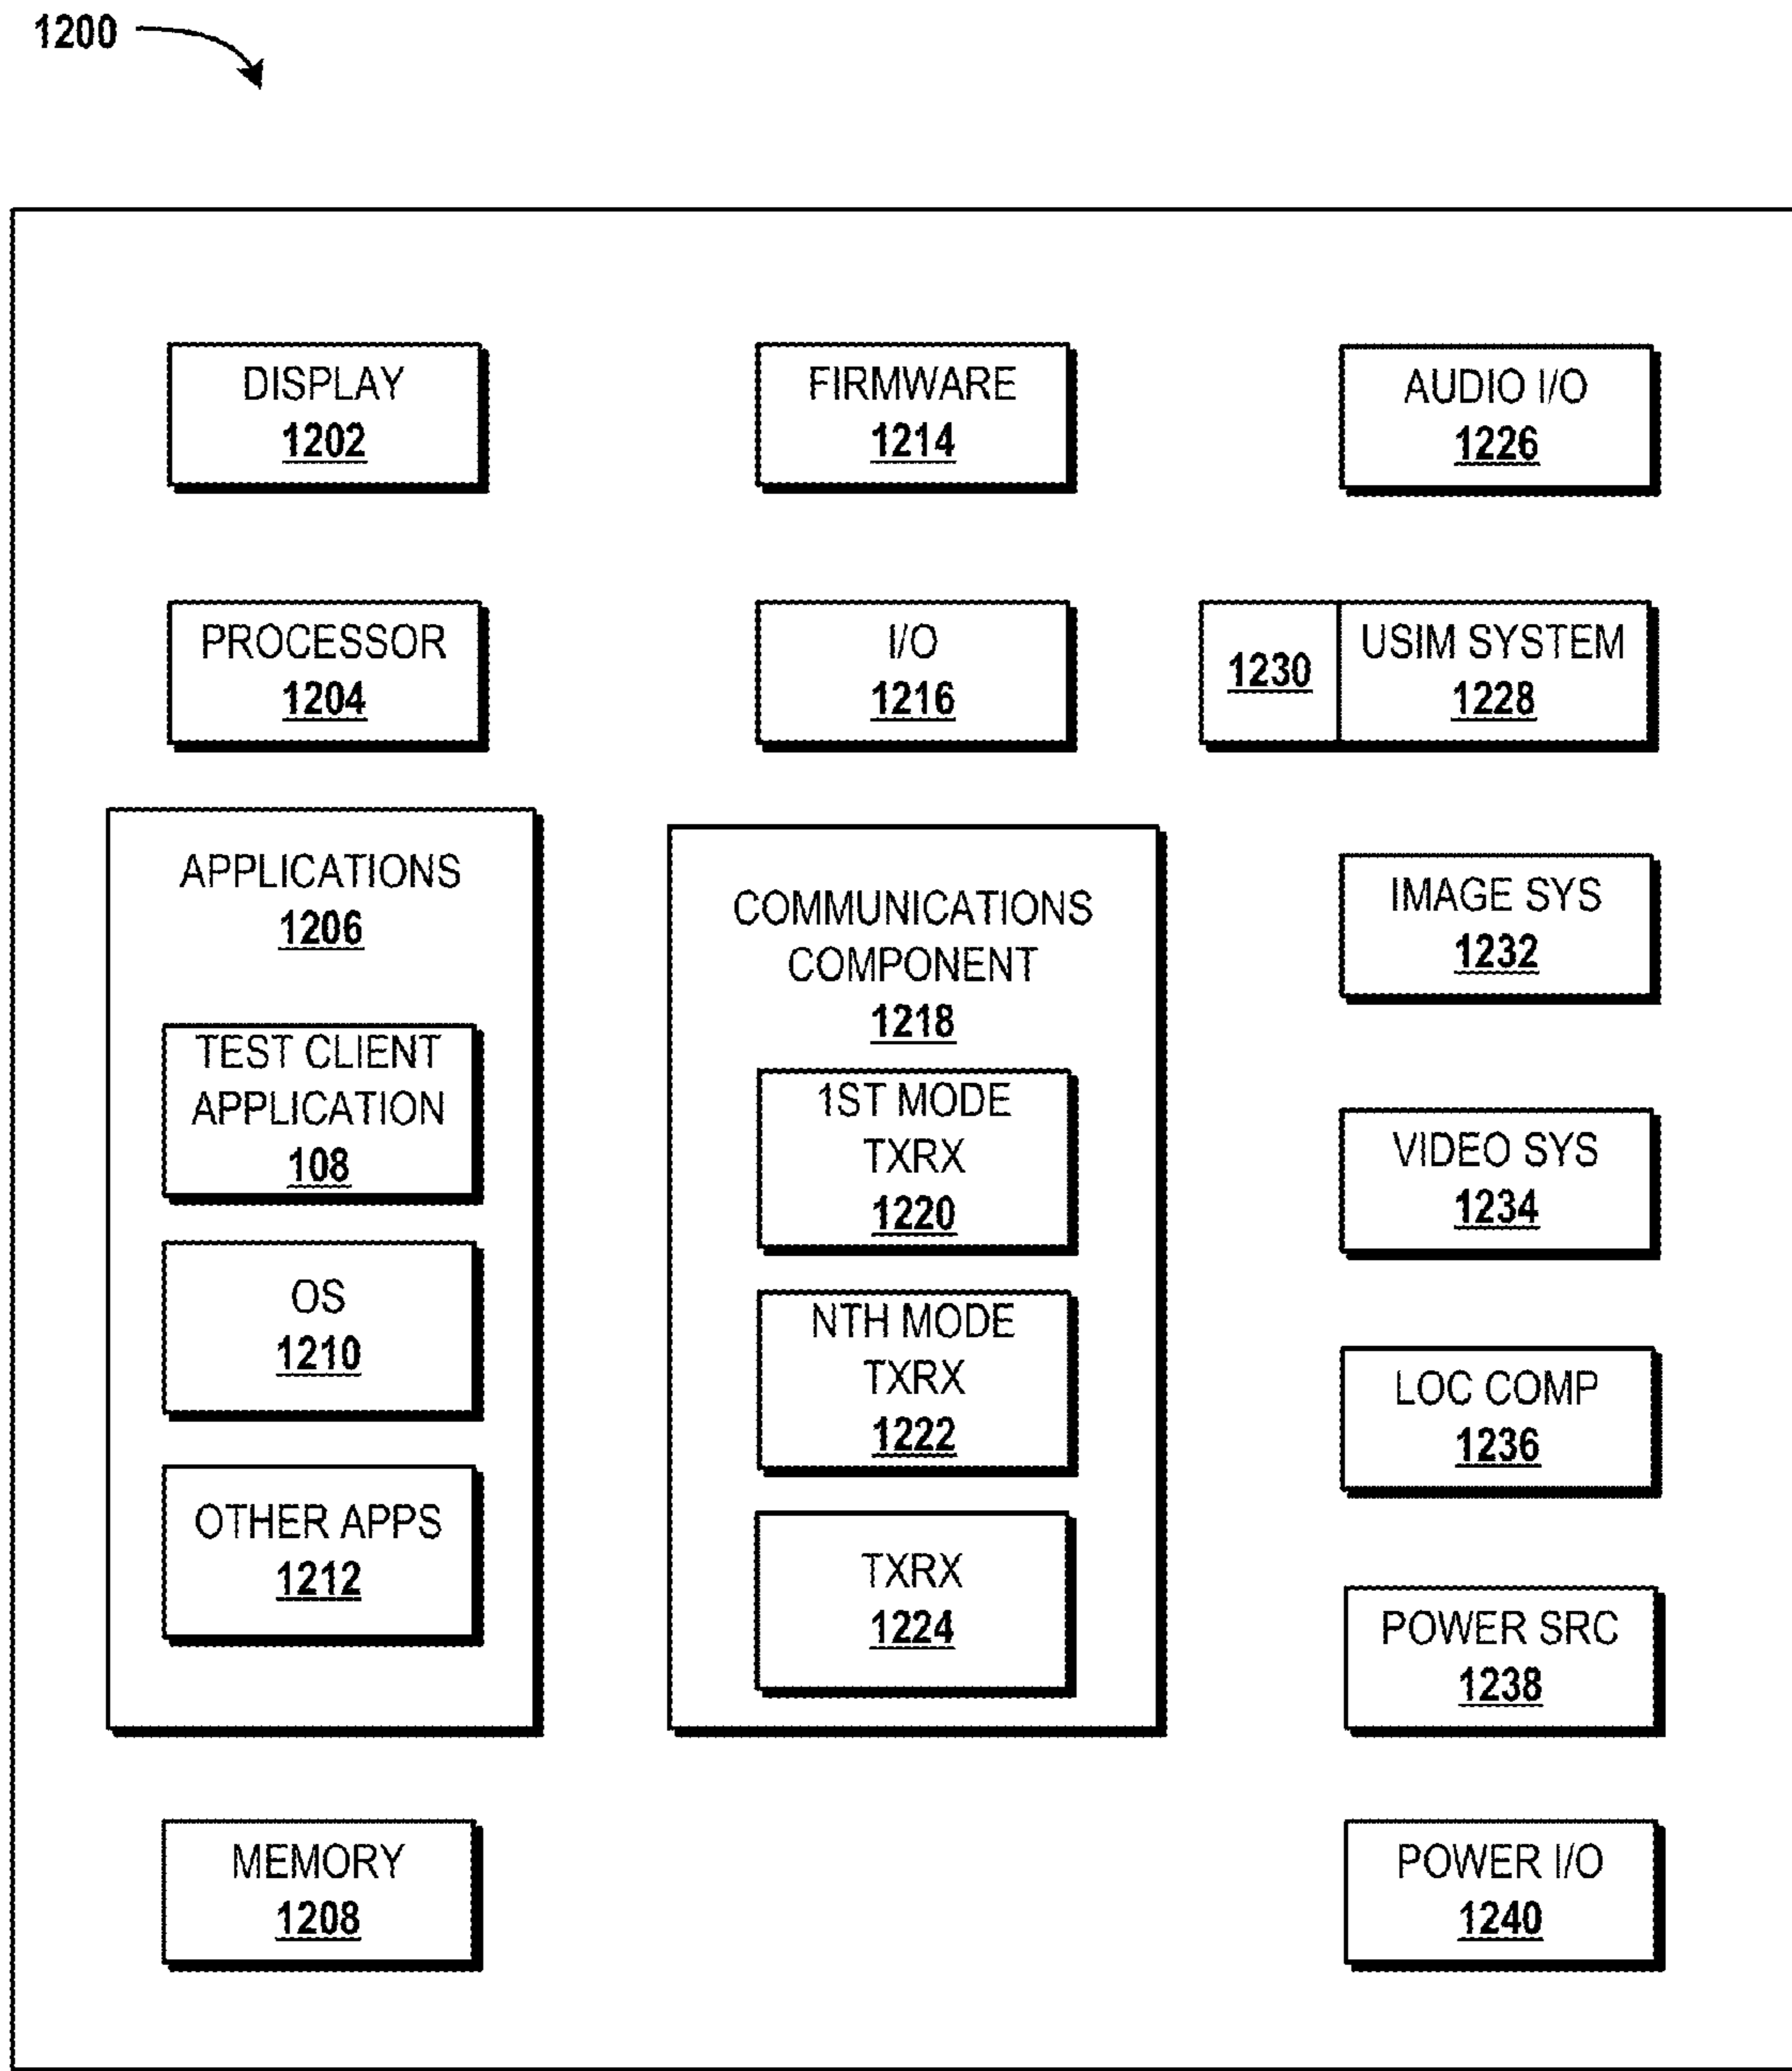 1200
DISPLAY
1202
PROCESSOR
1204
APPLICATIONS
1206
TEST CLIENT
APPLICATION
108
OS
1210
OTHER APPS
1212
MEMORY
1208
FIRMWARE
1214
I/O
1216
COMMUNICATIONS
COMPONENT
1218
1ST MODE
TXRX
1220
NTH MODE
TXRX
1222
TXRX
1224
AUDIO I/O
1226
1230
USIM SYSTEM
1228
IMAGE SYS
1232
VIDEO SYS
1234
LOC COMP
1236
POWER SRC
1238
POWER I/O
1240